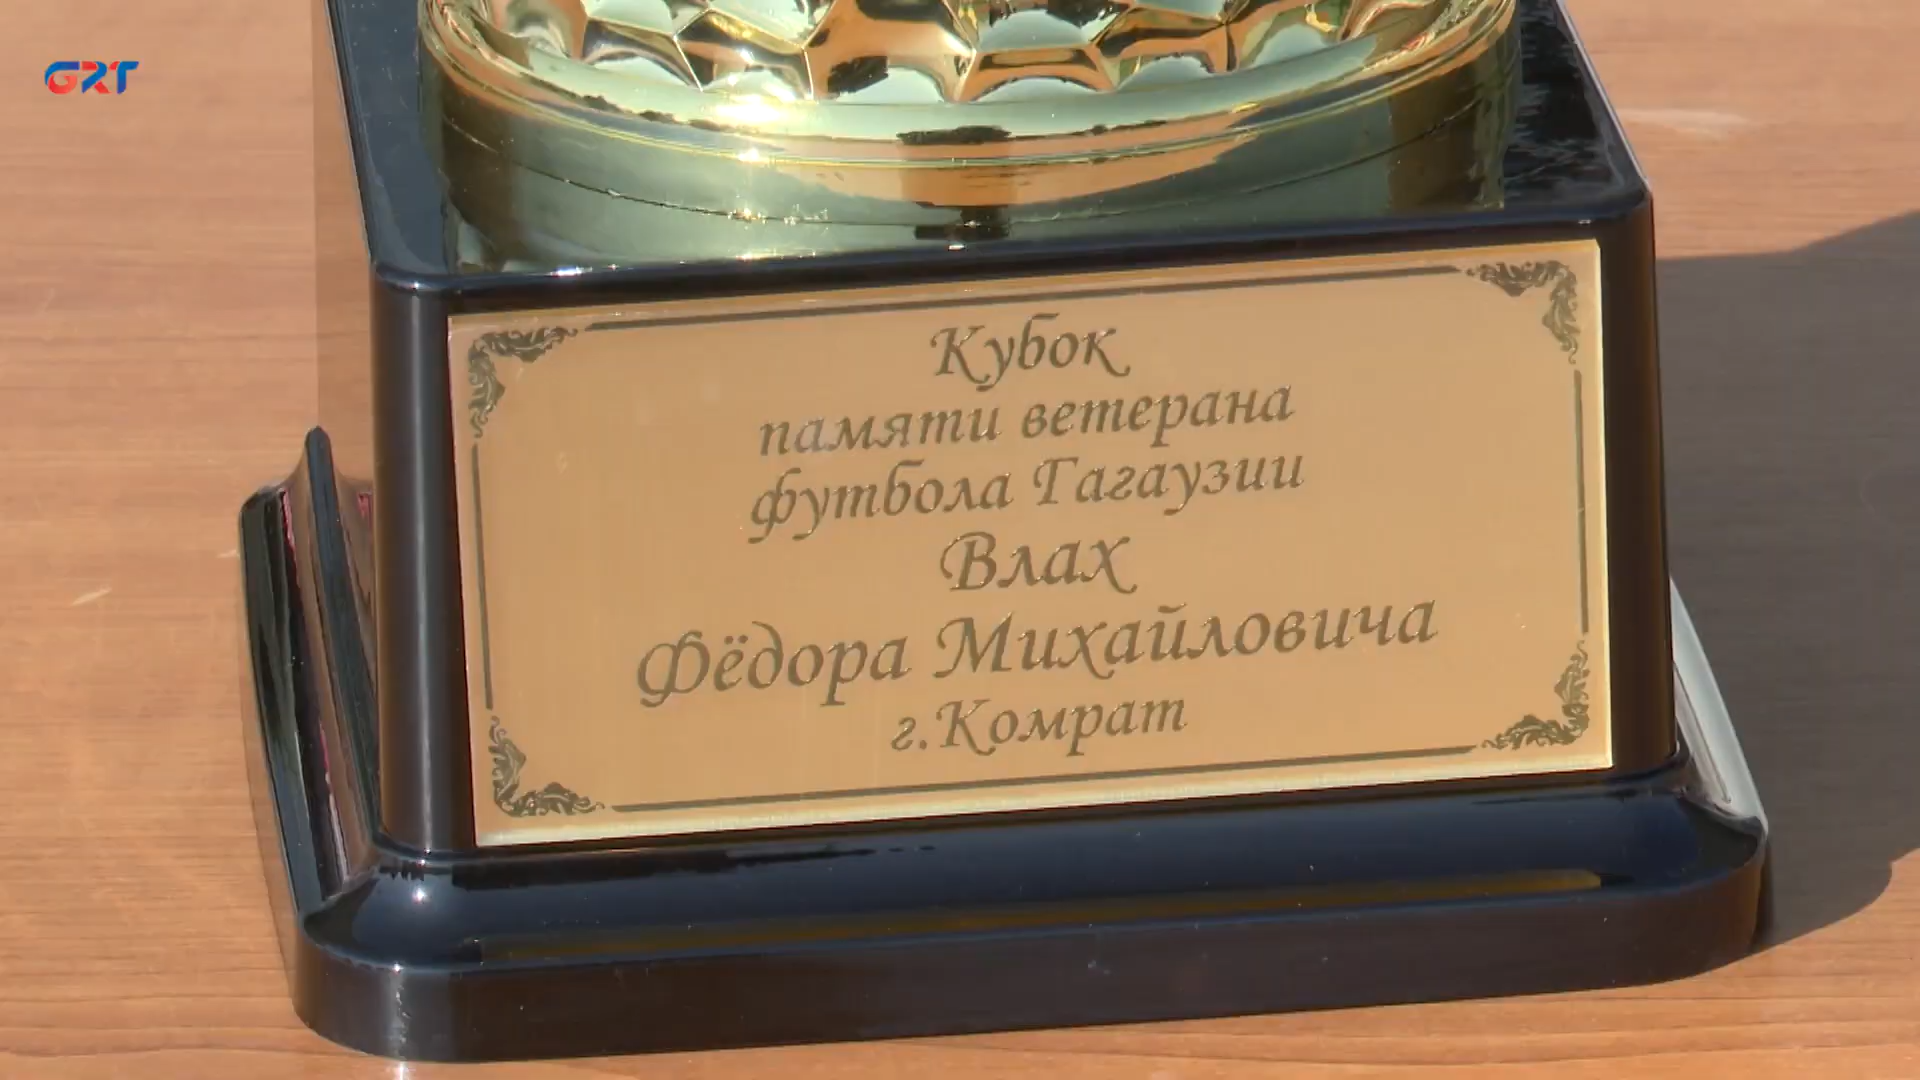 GRT
Кубок
памяти ветерана
футбола Гагаузии
Влах
Фёдора Михайловича
г.Комрат